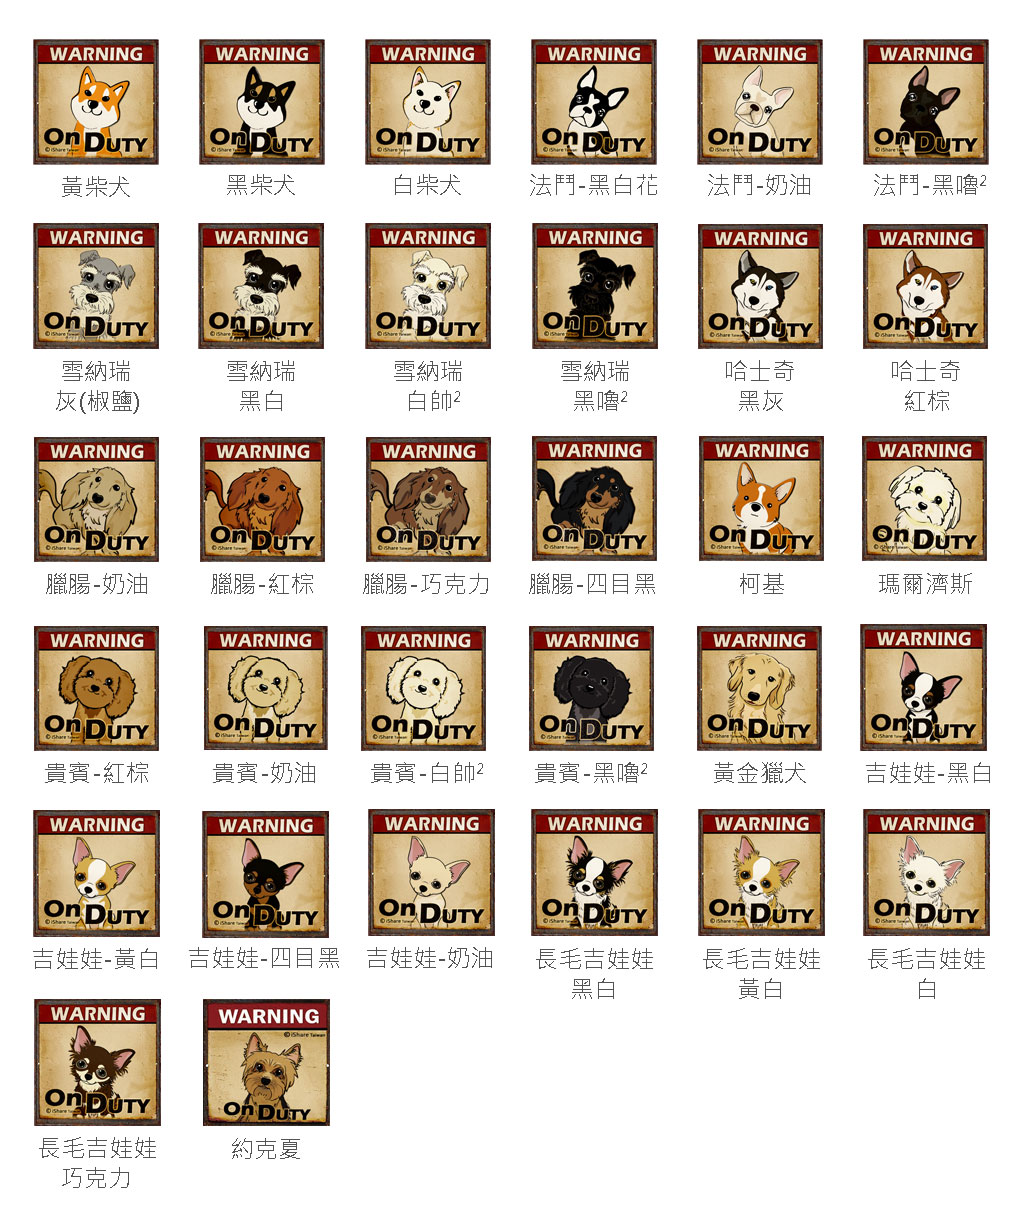 WARNING WARNING WARNING WARNING WARNING WARNING
On DUTY On DUTY On DUTY On DUTY On DUTY On DUTY
© iShare Taiwan © iShare Taiwan © iShare Taiwan © iShare Taiwan © iShare Taiwan © iShare Taiwan
黃柴犬 黑柴犬 白柴犬 法鬥-黑白花 法鬥-奶油 法鬥-黑嚕²
WARNING WARNING WARNING WARNING WARNING WARNING
On DUTY On DUTY On DUTY On DUTY On DUTY On DUTY
© iShare Taiwan © iShare Taiwan © iShare Taiwan © iShare Taiwan © iShare Taiwan © iShare Taiwan
雪納瑞 雪納瑞 雪納瑞 雪納瑞 哈士奇 哈士奇
灰(椒鹽) 黑白 白帥² 黑嚕² 黑灰 紅棕
WARNING WARNING WARNING WARNING WARNING WARNING
On DUTY On DUTY On DUTY On DUTY On DUTY On DUTY
© iShare Taiwan © iShare Taiwan © iShare Taiwan © iShare Taiwan © iShare Taiwan © iShare Taiwan
臘腸-奶油 臘腸-紅棕 臘腸-巧克力 臘腸-四目黑 柯基 瑪爾濟斯
WARNING WARNING WARNING WARNING WARNING WARNING
On DUTY On DUTY On DUTY On DUTY On DUTY On DUTY
© iShare Taiwan © iShare Taiwan © iShare Taiwan © iShare Taiwan © iShare Taiwan © iShare Taiwan
貴賓-紅棕 貴賓-奶油 貴賓-白帥² 貴賓-黑嚕² 黃金獵犬 吉娃娃-黑白
WARNING WARNING WARNING WARNING WARNING WARNING
On DUTY On DUTY On DUTY On DUTY On DUTY On DUTY
© iShare Taiwan © iShare Taiwan © iShare Taiwan © iShare Taiwan © iShare Taiwan © iShare Taiwan
吉娃娃-黃白 吉娃娃-四目黑 吉娃娃-奶油 長毛吉娃娃 長毛吉娃娃 長毛吉娃娃
黑白 黃白 白
WARNING WARNING
© iShare Taiwan
On DUTY On DUTY
© iShare Taiwan
長毛吉娃娃 約克夏
巧克力